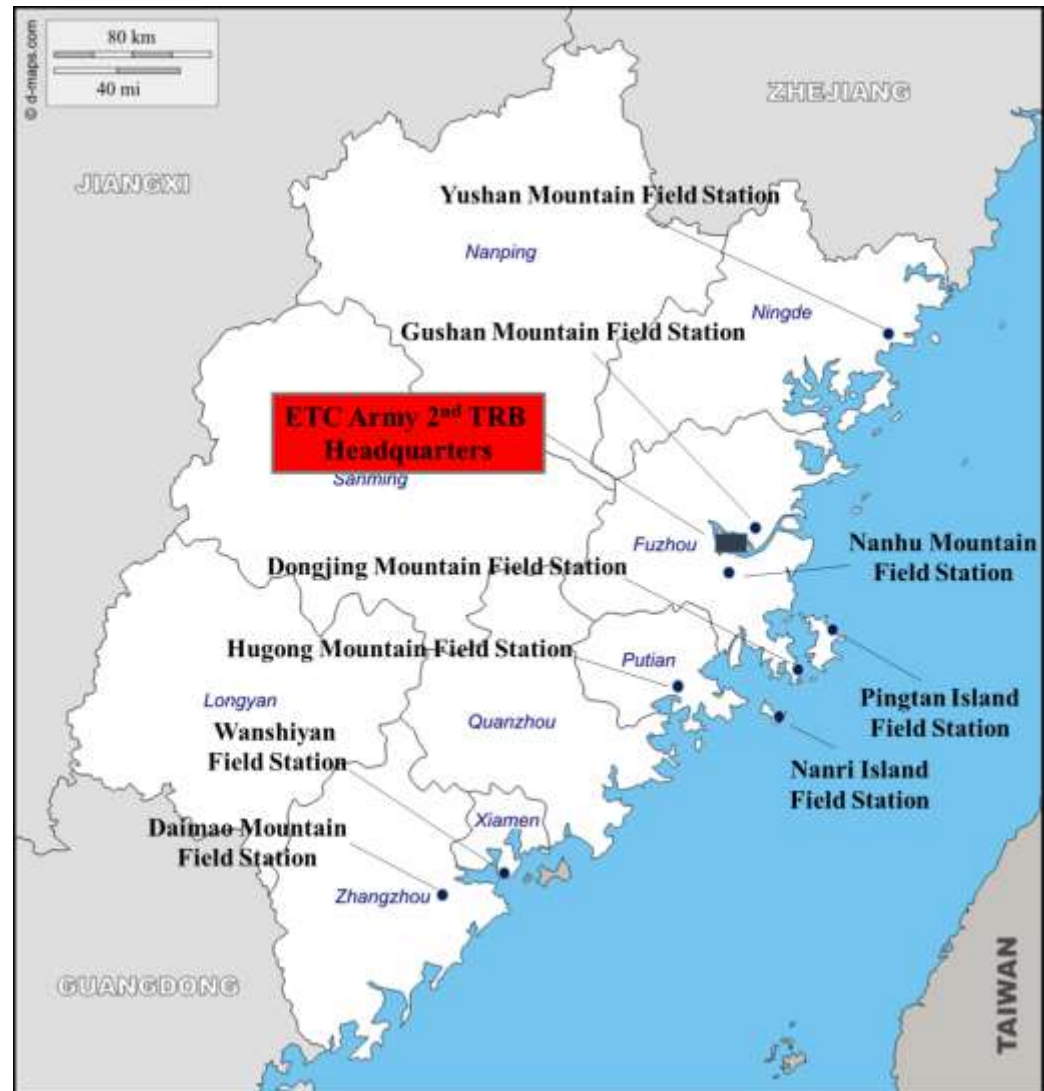 © d-maps.com
80 km
40 mi
ZHEJIANG
JIANGXI
Yushan Mountain Field Station
Nanping
Ningde
Gushan Mountain Field Station
ETC Army 2nd TRB
Headquarters
Sanming
Fuzhou
Nanhu Mountain
Field Station
Dongjing Mountain Field Station
Hugong Mountain Field Station
Putian
Longyan
Quanzhou
Pingtan Island
Field Station
Wanshiyan
Field Station
Nanri Island
Field Station
Xiamen
Daimao Mountain
Field Station
Zhangzhou
GUANGDONG
TAIWAN